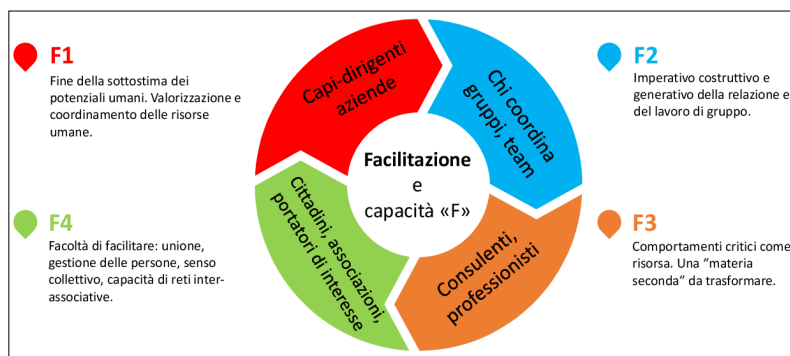 F1
Fine della sottostima dei
potenziali umani. Valorizzazione e
coordinamento delle risorse
umane.
Capi-dirigenti
aziende
Chi coordina
gruppi, team
F2
Imperativo costruttivo e
generativo della relazione e
del lavoro di gruppo.
Facilitazione
e
capacità «F»
F4
Facoltà di facilitare: unione,
gestione delle persone, senso
collettivo, capacità di reti inter-
associative.
Cittadini, associazioni,
portatori di interesse
Consulenti,
professionisti
F3
Comportamenti critici come
risorsa. Una “materia
seconda” da trasformare.